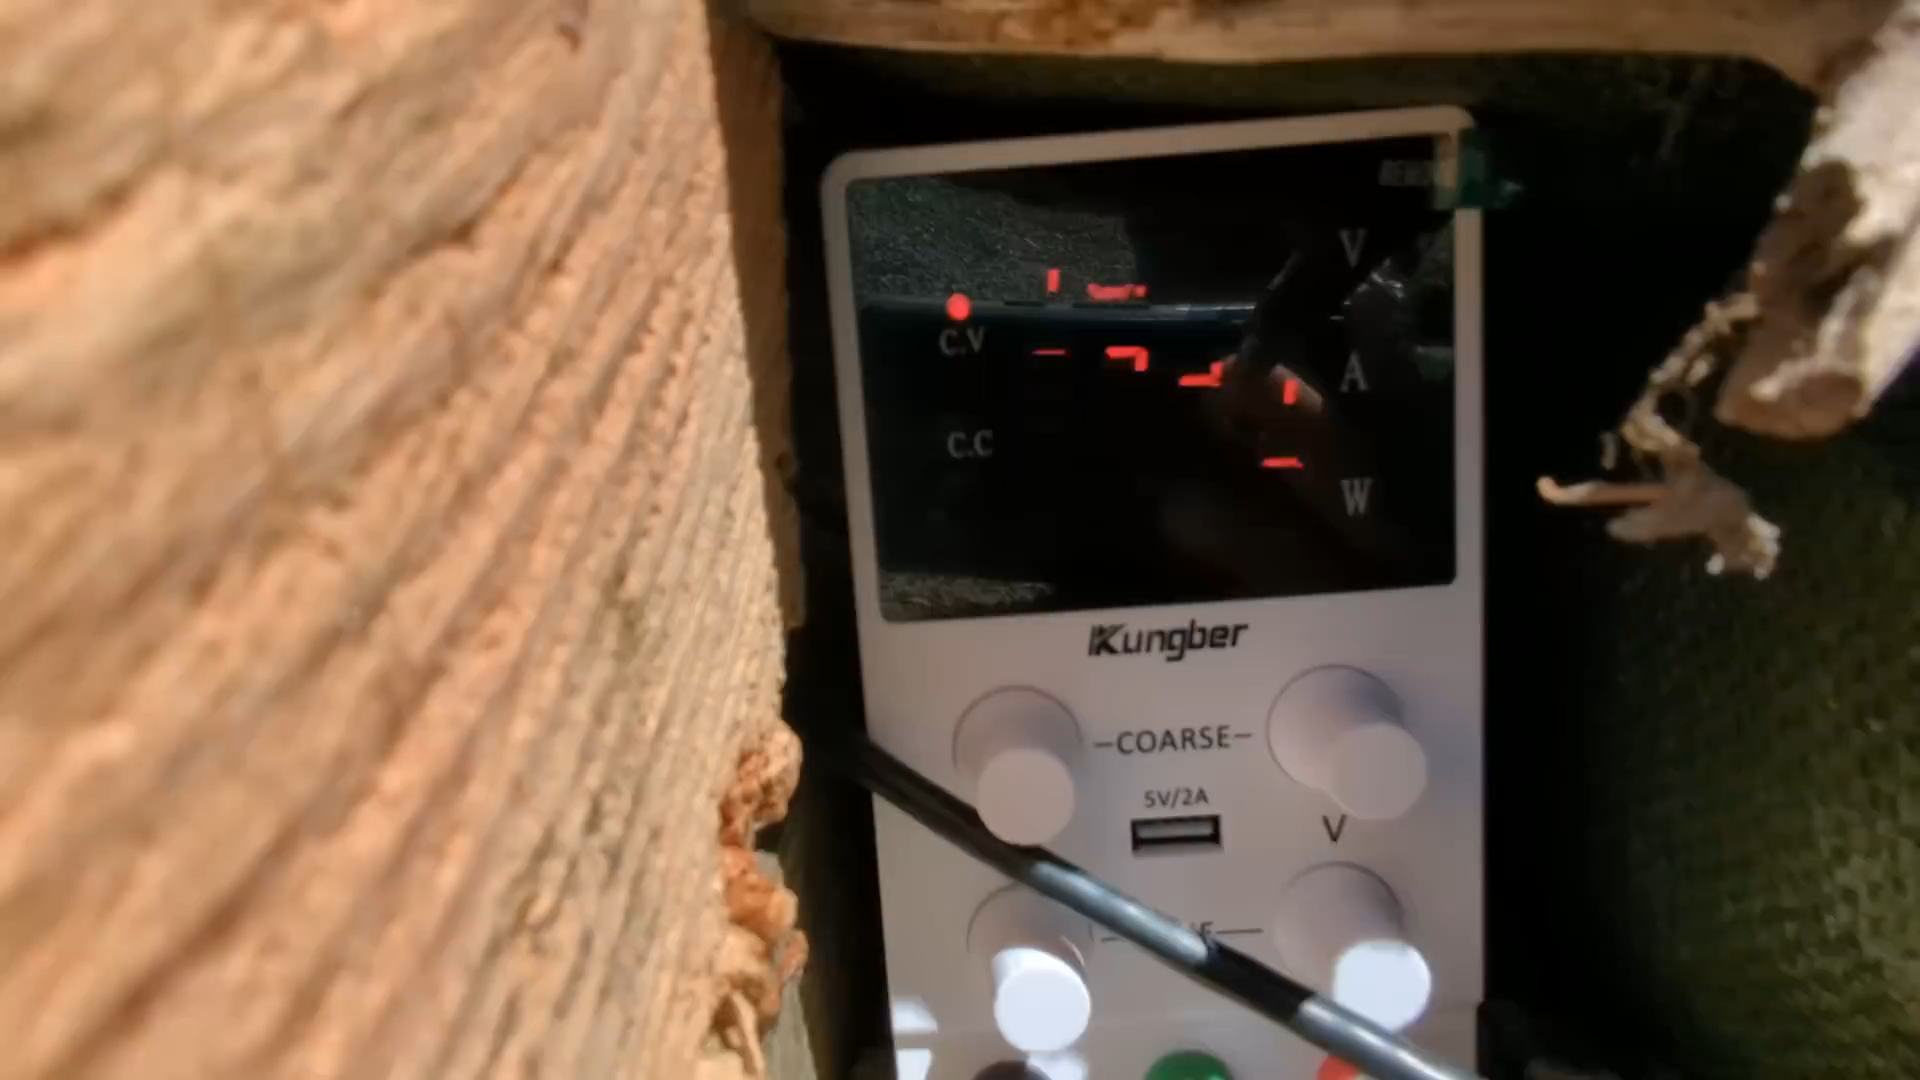 V
C.V
A
C.C
W
Kungber
COARSE
5V/2A
V